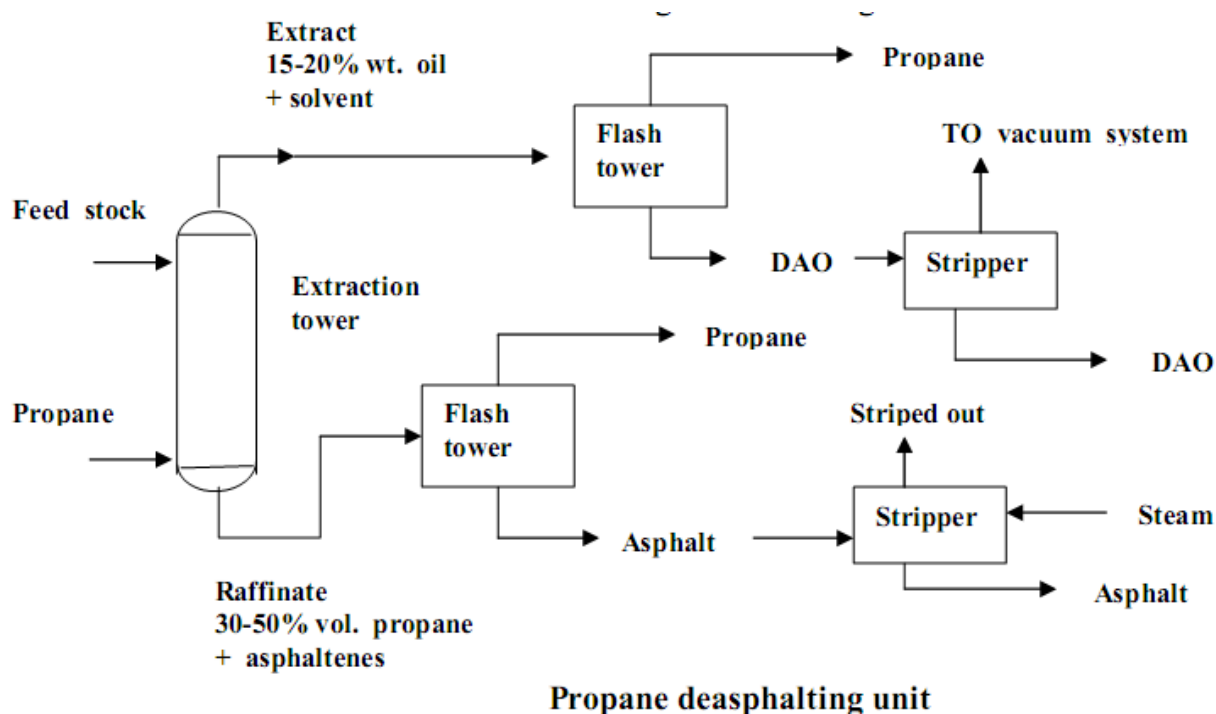 Extract
15-20% wt. oil
+ solvent
Propane
Flash
tower
TO vacuum system
Feed stock
DAO
Stripper
Extraction
tower
Propane
DAO
Propane
Flash
tower
Striped out
Stripper
Steam
Asphalt
Asphalt
Raffinate
30-50% vol. propane
+ asphaltenes
Propane deasphalting unit